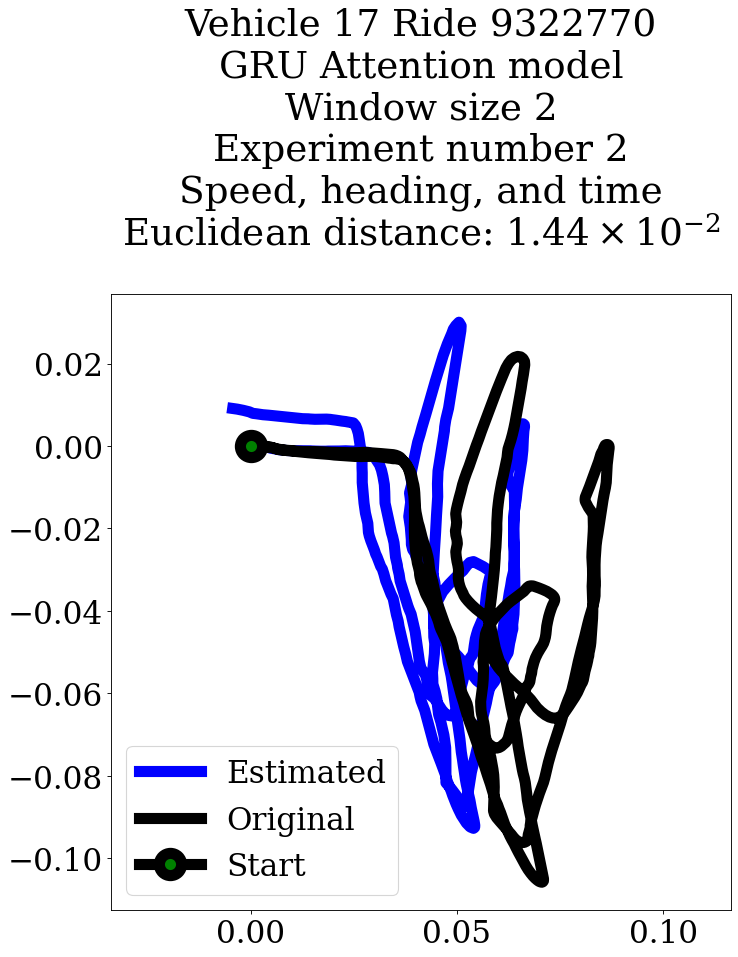 Vehicle 17 Ride 9322770
GRU Attention model
Window size 2
Experiment number 2
Speed, heading, and time
Euclidean distance: 1.44 × 10⁻²
0.02
0.00
−0.02
−0.04
−0.06
−0.08
−0.10
Estimated
Original
Start
0.00 0.05 0.10